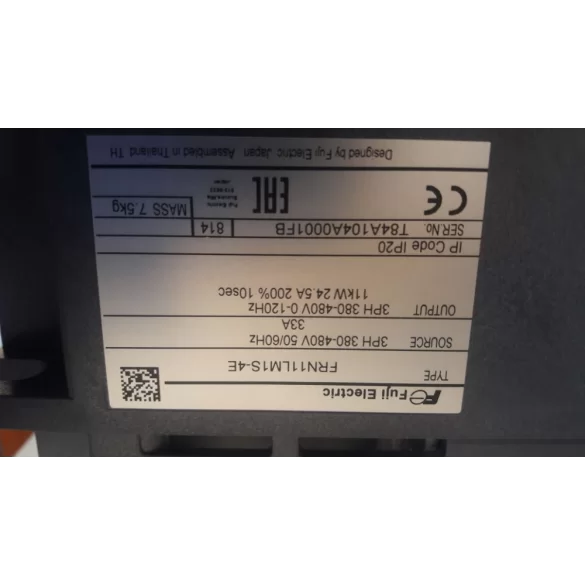 Fe Fuji Electric
TYPE FRN11LM1S-4E
SOURCE 3PH 380-480V 50/60Hz
33A
OUTPUT 3PH 380-480V 0-120Hz
11kW 24.5A 200% 10sec
IP Code IP20
SER.No. T84A104A0001FB 814
CE EAC MASS 7.5kg
Designed by Fuji Electric Japan Assembled in Thailand TH